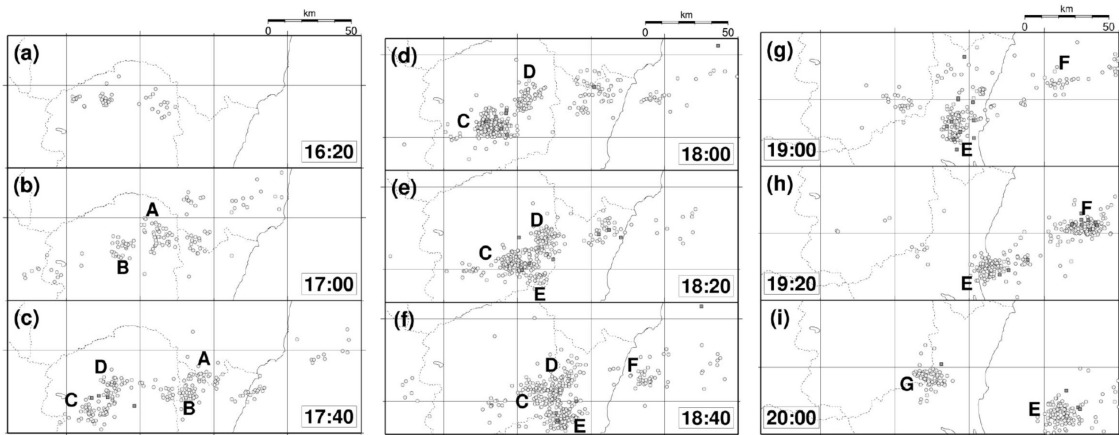 km
0 50
(a)
16:20
(b)
A
B
17:00
(c)
A
D
C
B
17:40
km
0 50
(d)
D
C
18:00
(e)
D
C
E
18:20
(f)
D
F
C
E
18:40
km
0 50
(g)
F
E
19:00
(h)
F
E
19:20
(i)
G
E
20:00